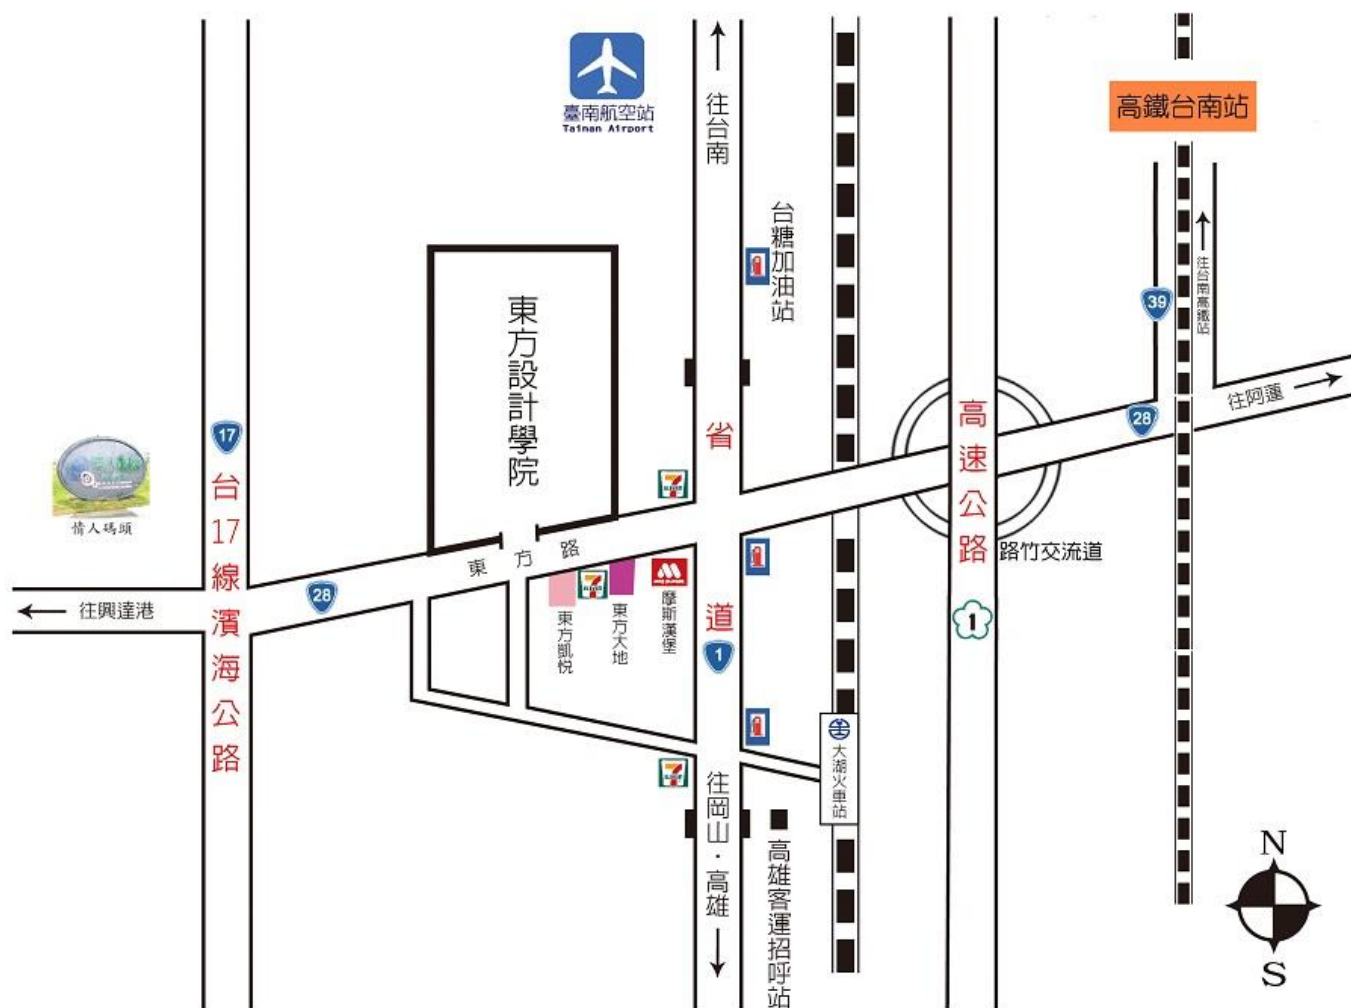 臺南航空站
Tainan Airport
往台南
高鐵台南站
台糖加油站
往台南高鐵站
39
東方設計學院
17
台17線濱海公路
情人碼頭
省道
高速公路
28
往阿蓮
路竹交流道
東方路
28
往興達港
東方凱悅
東方大地
摩斯漢堡
1
1
大湖火車站
往岡山・高雄
高雄客運招呼站
N
S